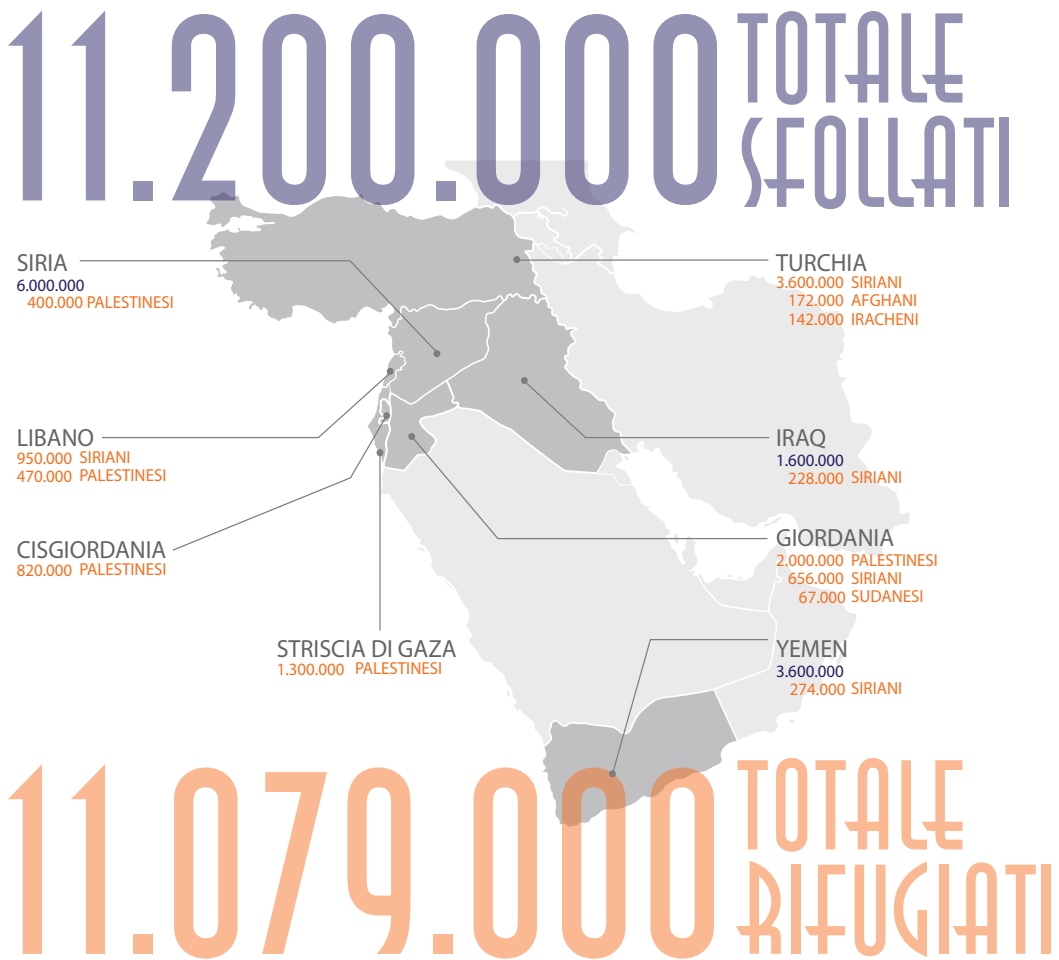 11.200.000 TOTALE
SFOLLATI
SIRIA
6.000.000
400.000 PALESTINESI
TURCHIA
3.600.000 SIRIANI
172.000 AFGHANI
142.000 IRACHENI
LIBANO
950.000 SIRIANI
470.000 PALESTINESI
IRAQ
1.600.000
228.000 SIRIANI
CISGIORDANIA
820.000 PALESTINESI
GIORDANIA
2.000.000 PALESTINESI
656.000 SIRIANI
67.000 SUDANESI
STRISCIA DI GAZA
1.300.000 PALESTINESI
YEMEN
3.600.000
274.000 SIRIANI
11.079.000 TOTALE
RIFUGIATI